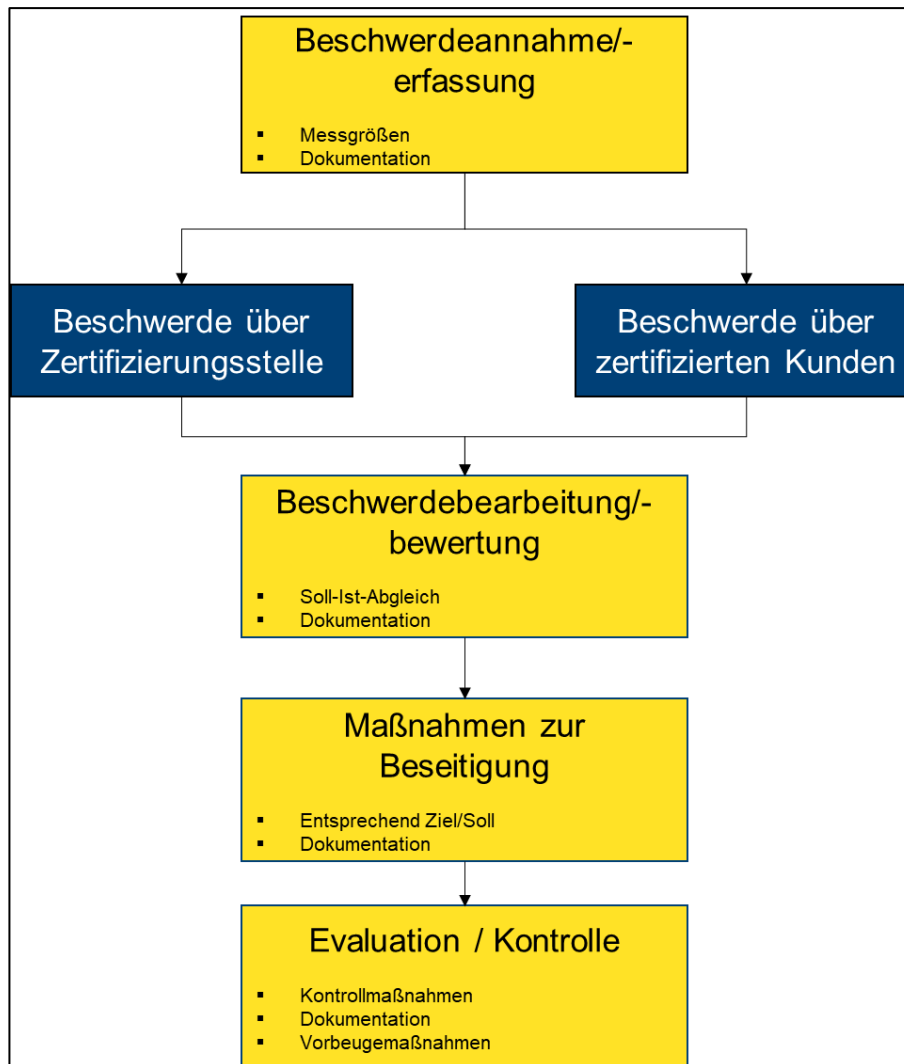 Beschwerdeannahme/-
erfassung
▪ Messgrößen
▪ Dokumentation
Beschwerde über
Zertifizierungsstelle
Beschwerde über
zertifizierten Kunden
Beschwerdebearbeitung/-
bewertung
▪ Soll-Ist-Abgleich
▪ Dokumentation
Maßnahmen zur
Beseitigung
▪ Entsprechend Ziel/Soll
▪ Dokumentation
Evaluation / Kontrolle
▪ Kontrollmaßnahmen
▪ Dokumentation
▪ Vorbeugemaßnahmen